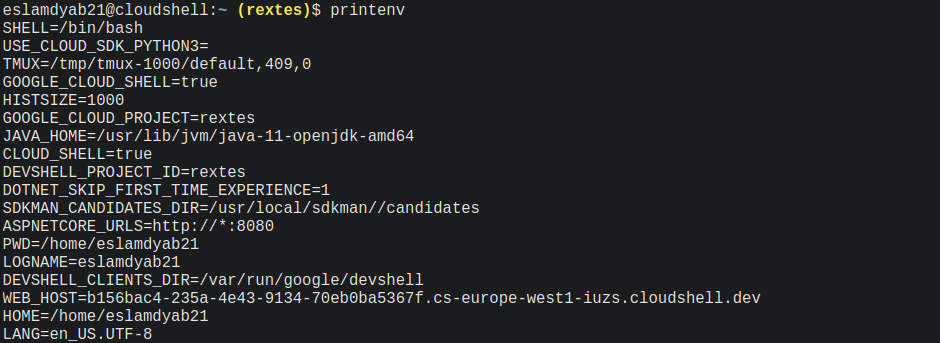 eslamdyab21@cloudshell:~ (rextes)$ printenv
SHELL=/bin/bash
USE_CLOUD_SDK_PYTHON3=
TMUX=/tmp/tmux-1000/default,409,0
GOOGLE_CLOUD_SHELL=true
HISTSIZE=1000
GOOGLE_CLOUD_PROJECT=rextes
JAVA_HOME=/usr/lib/jvm/java-11-openjdk-amd64
CLOUD_SHELL=true
DEVSHELL_PROJECT_ID=rextes
DOTNET_SKIP_FIRST_TIME_EXPERIENCE=1
SDKMAN_CANDIDATES_DIR=/usr/local/sdkman//candidates
ASPNETCORE_URLS=http://*:8080
PWD=/home/eslamdyab21
LOGNAME=eslamdyab21
DEVSHELL_CLIENTS_DIR=/var/run/google/devshell
WEB_HOST=b156bac4-235a-4e43-9134-70eb0ba5367f.cs-europe-west1-iuzs.cloudshell.dev
HOME=/home/eslamdyab21
LANG=en_US.UTF-8